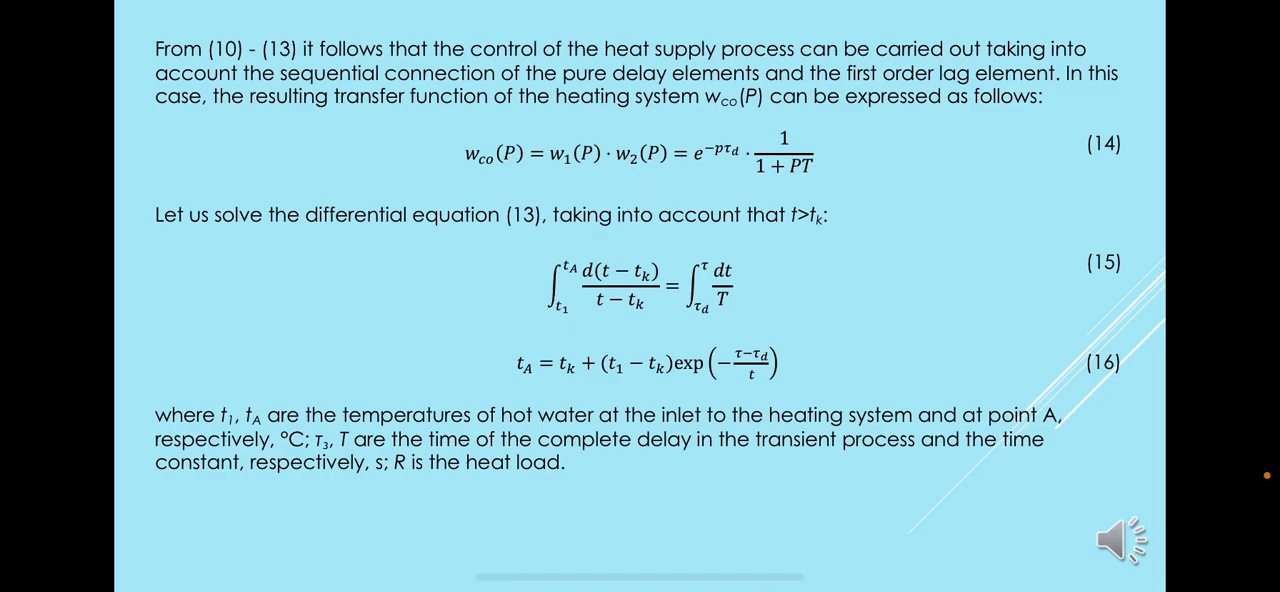 From (10) - (13) it follows that the control of the heat supply process can be carried out taking into
account the sequential connection of the pure delay elements and the first order lag element. In this
case, the resulting transfer function of the heating system w_co(P) can be expressed as follows:
w_co(P) = w_1(P) · w_2(P) = e^{−pτ_d} · \frac{1}{1 + PT} (14)
Let us solve the differential equation (13), taking into account that t>t_k:
\int_{t_1}^{t_A} \frac{d(t − t_k)}{t − t_k} = \int_{τ_d}^{τ} \frac{dt}{T} (15)
t_A = t_k + (t_1 − t_k)exp(−\frac{τ−τ_d}{t}) (16)
where t_1, t_A are the temperatures of hot water at the inlet to the heating system and at point A,
respectively, °C; τ_3, T are the time of the complete delay in the transient process and the time
constant, respectively, s; R is the heat load.